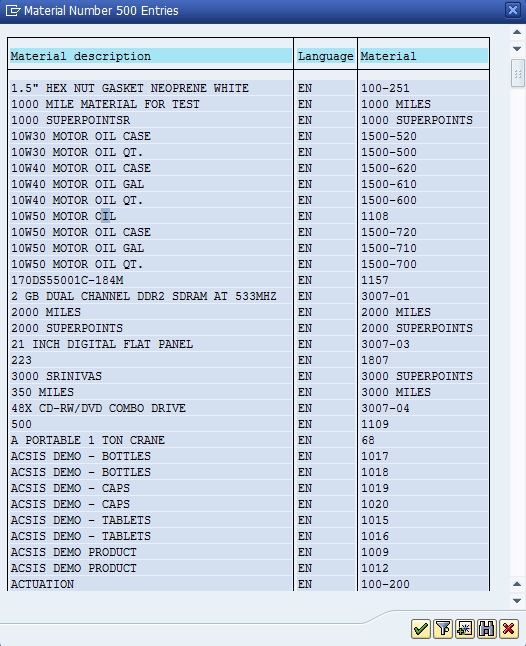 Material Number 500 Entries
Material description Language Material
1.5" HEX NUT GASKET NEOPRENE WHITE EN 100-251
1000 MILE MATERIAL FOR TEST EN 1000 MILES
1000 SUPERPOINTSR EN 1000 SUPERPOINTS
10W30 MOTOR OIL CASE EN 1500-520
10W30 MOTOR OIL QT. EN 1500-500
10W40 MOTOR OIL CASE EN 1500-620
10W40 MOTOR OIL GAL EN 1500-610
10W40 MOTOR OIL QT. EN 1500-600
10W50 MOTOR OIL EN 1108
10W50 MOTOR OIL CASE EN 1500-720
10W50 MOTOR OIL GAL EN 1500-710
10W50 MOTOR OIL QT. EN 1500-700
170DS55001C-184M EN 1157
2 GB DUAL CHANNEL DDR2 SDRAM AT 533MHZ EN 3007-01
2000 MILES EN 2000 MILES
2000 SUPERPOINTS EN 2000 SUPERPOINTS
21 INCH DIGITAL FLAT PANEL EN 3007-03
223 EN 1807
3000 SRINIVAS EN 3000 SUPERPOINTS
350 MILES EN 3000 MILES
48X CD-RW/DVD COMBO DRIVE EN 3007-04
500 EN 1109
A PORTABLE 1 TON CRANE EN 68
ACSIS DEMO - BOTTLES EN 1017
ACSIS DEMO - BOTTLES EN 1018
ACSIS DEMO - CAPS EN 1019
ACSIS DEMO - CAPS EN 1020
ACSIS DEMO - TABLETS EN 1015
ACSIS DEMO - TABLETS EN 1016
ACSIS DEMO PRODUCT EN 1009
ACSIS DEMO PRODUCT EN 1012
ACTUATION EN 100-200